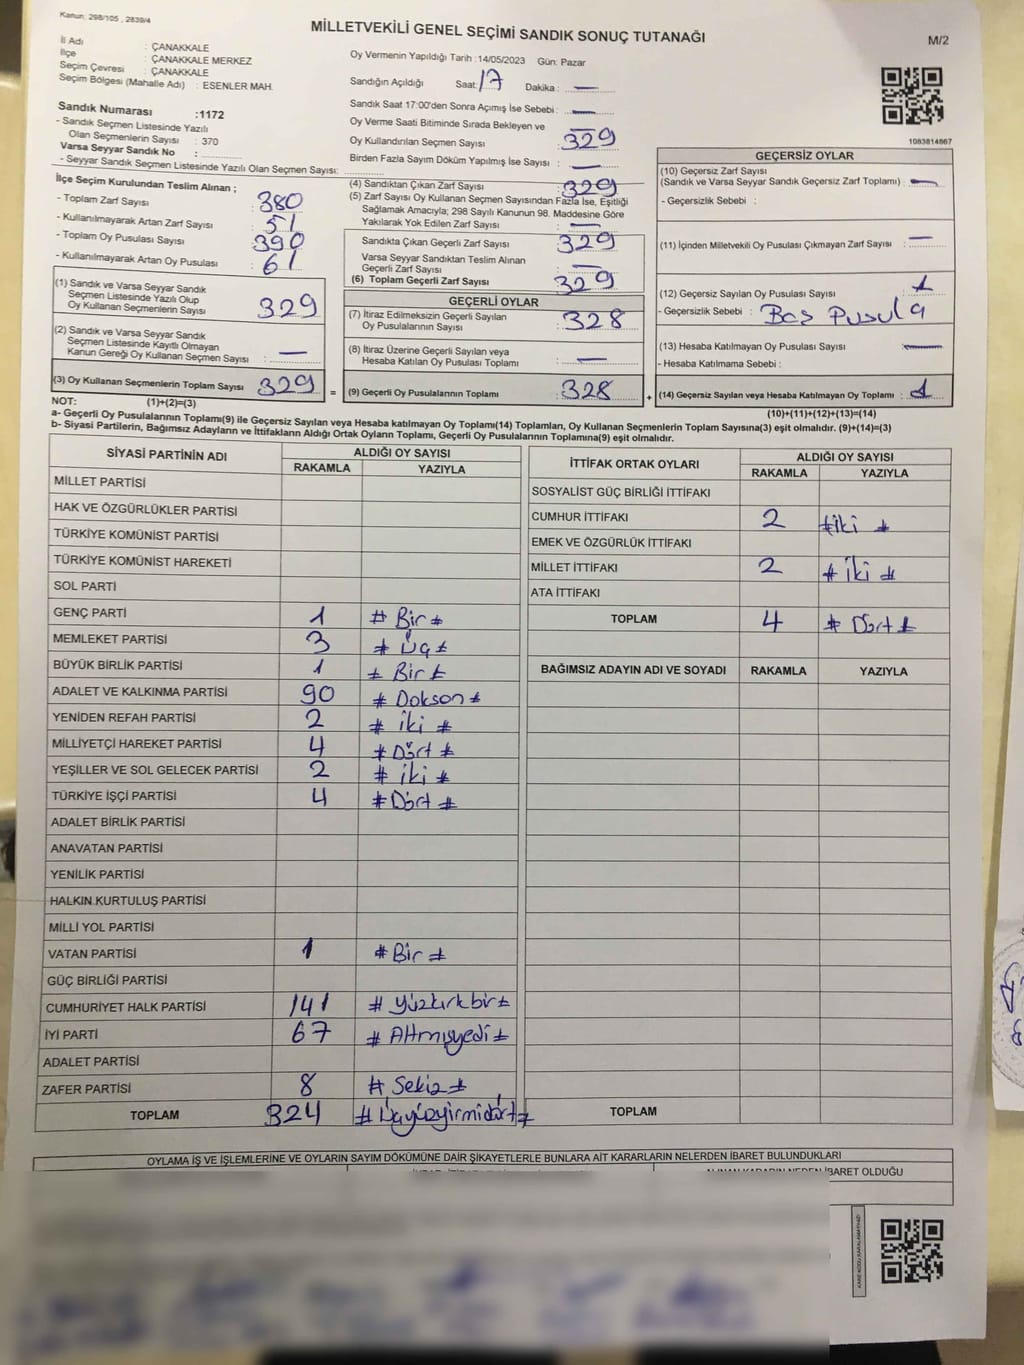 Kanun: 298/105 , 2839/4
MİLLETVEKİLİ GENEL SEÇİMİ SANDIK SONUÇ TUTANAĞI
M/2
İl Adı : ÇANAKKALE
İlçe : ÇANAKKALE MERKEZ
Seçim Çevresi : ÇANAKKALE
Seçim Bölgesi (Mahalle Adı) : ESENLER MAH.
Sandık Numarası :1172
- Sandık Seçmen Listesinde Yazılı
Olan Seçmenlerin Sayısı : 370
Varsa Seyyar Sandık No :
- Seyyar Sandık Seçmen Listesinde Yazılı Olan Seçmen Sayısı:
Oy Vermenin Yapıldığı Tarih :14/05/2023 Gün: Pazar
Sandığın Açıldığı Saat: 17 Dakika : —
Sandık Saat 17:00'den Sonra Açımış İse Sebebi : —
Oy Verme Saati Bitiminde Sırada Bekleyen ve : —
Oy Kullandırılan Seçmen Sayısı 329
Birden Fazla Sayım Döküm Yapılmış İse Sayısı : —
1083814867
İlçe Seçim Kurulundan Teslim Alınan ;
- Toplam Zarf Sayısı : 380
- Kullanılmayarak Artan Zarf Sayısı : 51
- Toplam Oy Pusulası Sayısı : 390
- Kullanılmayarak Artan Oy Pusulası : 61
(1) Sandık ve Varsa Seyyar Sandık
Seçmen Listesinde Yazılı Olup
Oy Kullanan Seçmenlerin Sayısı : 329
(2) Sandık ve Varsa Seyyar Sandık
Seçmen Listesinde Kayıtlı Olmayan
Kanun Gereği Oy Kullanan Seçmen Sayısı : —
(3) Oy Kullanan Seçmenlerin Toplam Sayısı 329 =
(4) Sandıktan Çıkan Zarf Sayısı : 329
(5) Zarf Sayısı Oy Kullanan Seçmen Sayısından Fazla İse, Eşitliği
Sağlamak Amacıyla; 298 Sayılı Kanunun 98. Maddesine Göre
Yakılarak Yok Edilen Zarf Sayısı : —
Sandıkta Çıkan Geçerli Zarf Sayısı : 329
Varsa Seyyar Sandıktan Teslim Alınan
Geçerli Zarf Sayısı : —
(6) Toplam Geçerli Zarf Sayısı : 329
GEÇERLİ OYLAR
(7) İtiraz Edilmeksizin Geçerli Sayılan
Oy Pusulalarının Sayısı : 328
(8) İtiraz Üzerine Geçerli Sayılan veya
Hesaba Katılan Oy Pusulası Toplamı : —
(9) Geçerli Oy Pusulalarının Toplamı : 328 +
GEÇERSİZ OYLAR
(10) Geçersiz Zarf Sayısı
(Sandık ve Varsa Seyyar Sandık Geçersiz Zarf Toplamı) : —
- Geçersizlik Sebebi :
(11) İçinden Milletvekili Oy Pusulası Çıkmayan Zarf Sayısı : —
(12) Geçersiz Sayılan Oy Pusulası Sayısı : 1
- Geçersizlik Sebebi : Boş Pusula
(13) Hesaba Katılmayan Oy Pusulası Sayısı : —
- Hesaba Katılmama Sebebi :
(14) Geçersiz Sayılan veya Hesaba Katılmayan Oy Toplamı : 1
NOT: (1)+(2)=(3)
(10)+(11)+(12)+(13)=(14)
a- Geçerli Oy Pusulalarının Toplamı(9) ile Geçersiz Sayılan veya Hesaba katılmayan Oy Toplamı(14) Toplamları, Oy Kullanan Seçmenlerin Toplam Sayısına(3) eşit olmalıdır. (9)+(14)=(3)
b- Siyasi Partilerin, Bağımsız Adayların ve İttifakların Aldığı Ortak Oyların Toplamı, Geçerli Oy Pusulalarının Toplamına(9) eşit olmalıdır.
SİYASİ PARTİNİN ADI ALDIĞI OY SAYISI
RAKAMLA YAZIYLA
MİLLET PARTİSİ
HAK VE ÖZGÜRLÜKLER PARTİSİ
TÜRKİYE KOMÜNİST PARTİSİ
TÜRKİYE KOMÜNİST HAREKETİ
SOL PARTİ
GENÇ PARTİ 1 # Bir #
MEMLEKET PARTİSİ 3 # Üç #
BÜYÜK BİRLİK PARTİSİ 1 # Bir #
ADALET VE KALKINMA PARTİSİ 90 # Doksan #
YENİDEN REFAH PARTİSİ 2 # iki #
MİLLİYETÇİ HAREKET PARTİSİ 4 # Dört #
YEŞİLLER VE SOL GELECEK PARTİSİ 2 # iki #
TÜRKİYE İŞÇİ PARTİSİ 4 # Dört #
ADALET BİRLİK PARTİSİ
ANAVATAN PARTİSİ
YENİLİK PARTİSİ
HALKIN KURTULUŞ PARTİSİ
MİLLİ YOL PARTİSİ
VATAN PARTİSİ 1 # Bir #
GÜÇ BİRLİĞİ PARTİSİ
CUMHURİYET HALK PARTİSİ 141 # Yüzkırkbir #
İYİ PARTİ 67 # Altmışyedi #
ADALET PARTİSİ
ZAFER PARTİSİ 8 # Sekiz #
TOPLAM 324 # Üçyüzyirmidört #
İTTİFAK ORTAK OYLARI ALDIĞI OY SAYISI
RAKAMLA YAZIYLA
SOSYALİST GÜÇ BİRLİĞİ İTTİFAKI
CUMHUR İTTİFAKI 2 # iki #
EMEK VE ÖZGÜRLÜK İTTİFAKI
MİLLET İTTİFAKI 2 # iki #
ATA İTTİFAKI
TOPLAM 4 # Dört #
BAĞIMSIZ ADAYIN ADI VE SOYADI RAKAMLA YAZIYLA
TOPLAM
OYLAMA İŞ VE İŞLEMLERİNE VE OYLARIN SAYIM DÖKÜMÜNE DAİR ŞİKAYETLERLE BUNLARA AİT KARARLARIN NELERDEN İBARET BULUNDUKLARI
İBARET OLDUĞU